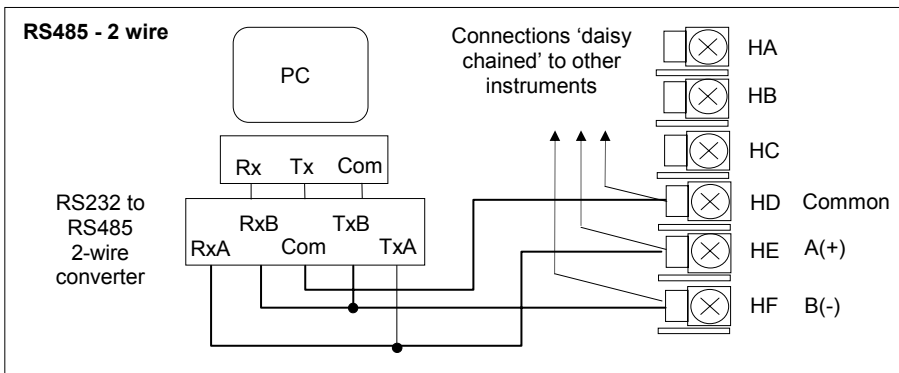 RS485 - 2 wire
PC
Connections ‘daisy
chained’ to other
instruments
Rx Tx Com
RS232 to
RS485
2-wire
converter
RxA RxB Com TxB TxA
HA
HB
HC
HD Common
HE A(+)
HF B(-)